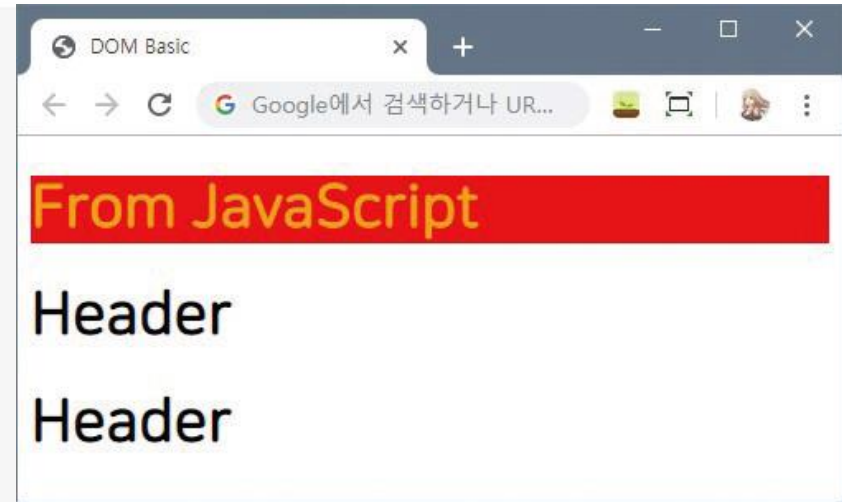 DOM Basic
Google에서 검색하거나 UR...
From JavaScript
Header
Header